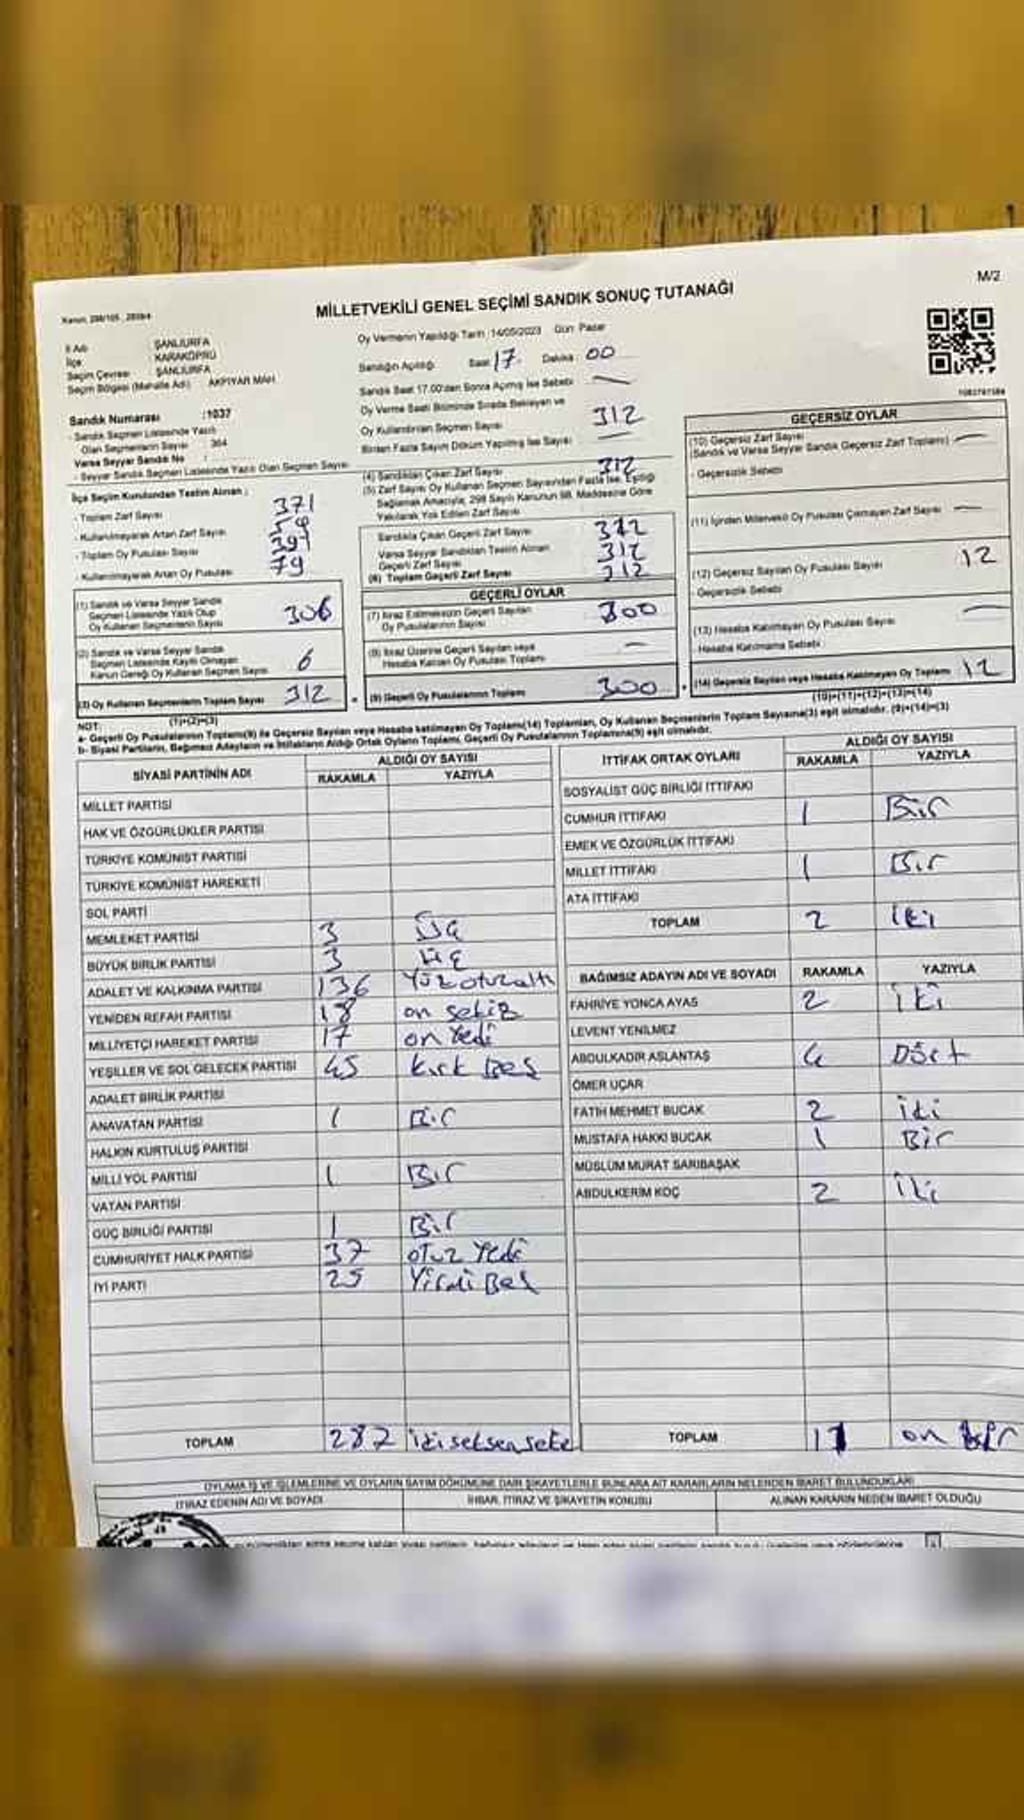 M/2
MİLLETVEKİLİ GENEL SEÇİMİ SANDIK SONUÇ TUTANAĞI
İl Adı ŞANLIURFA
İlçe KARAKÖPRÜ
Seçim Çevresi ŞANLIURFA
Seçim Bölgesi (Mahalle Adı) AKPIYAR MAH.
Sandık Numarası :1037
- Sandık Seçmen Listesinde Yazılı
Olan Seçmenlerin Sayısı 364
Varsa Seyyar Sandık No :
- Seyyar Sandık Seçmen Listesinde Yazılı Olan Seçmen Sayısı
İlçe Seçim Kurulundan Teslim Alınan :
- Toplam Zarf Sayısı 371
- Kullanılmayarak Artan Zarf Sayısı 59
- Toplam Oy Pusulası Sayısı 391
- Kullanılmayarak Artan Oy Pusulası 79
(1) Sandık ve Varsa Seyyar Sandık
Seçmen Listesinde Yazılı Olup
Oy Kullanan Seçmenlerin Sayısı 306
(2) Sandık ve Varsa Seyyar Sandık
Seçmen Listesinde Kaydı Olmayan
Kanun Gereği Oy Kullanan Seçmen Sayısı 6
(3) Oy Kullanan Seçmenlerin Toplam Sayısı 312
(1)+(2)=(3)
Oy Vermenin Yapıldığı Tarih :14/05/2023 Gün Pazar
Sandığın Açılışı Saat 17 Dakika 00
Sandık Saat 17.00'den Sonra Açılmış İse Sebebi —
Oy Verme Saati Bitiminde Sırada Bekleyen ve
Oy Kullandırılan Seçmen Sayısı 312
Birden Fazla Sayım Döküm Yapılmış İse Sayısı —
(4) Sandıktan Çıkan Zarf Sayısı 312
(5) Zarf Sayısı Oy Kullanan Seçmen Sayısından Fazla İse, Eşitliği
Sağlamak Amacıyla, 298 Sayılı Kanunun 98. Maddesine Göre
Yakılarak Yok Edilen Zarf Sayısı
Sandıkta Çıkan Geçerli Zarf Sayısı 312
Varsa Seyyar Sandıktan Teslim Alınan
Geçerli Zarf Sayısı 312
(6) Toplam Geçerli Zarf Sayısı 312
GEÇERLİ OYLAR
(7) İtiraz Edilmeksizin Geçerli Sayılan
Oy Pusulalarının Sayısı 300
(8) İtiraz Üzerine Geçerli Sayılan veya
Hesaba Katılan Oy Pusulası Toplamı —
(9) Geçerli Oy Pusulalarının Toplamı 300
GEÇERSİZ OYLAR
(10) Geçersiz Zarf Sayısı
(Sandık ve Varsa Seyyar Sandık Geçersiz Zarf Toplamı) —
- Geçersizlik Sebebi
(11) İçinden Milletvekili Oy Pusulası Çıkmayan Zarf Sayısı —
(12) Geçersiz Sayılan Oy Pusulası Sayısı 12
- Geçersizlik Sebebi
(13) Hesaba Katılmayan Oy Pusulası Sayısı —
- Hesaba Katılmama Sebebi
(14) Geçersiz Sayılan veya Hesaba Katılmayan Oy Toplamı 12
(10)+(11)+(12)+(13)=(14)
NOT:
a- Geçerli Oy Pusulalarının Toplamı(9) ile Geçersiz Sayılan veya Hesaba katılmayan Oy Toplamı(14) Toplamları, Oy Kullanan Seçmenlerin Toplam Sayısına(3) eşit olmalıdır. (9)+(14)=(3)
b- Siyasi Partilerin, Bağımsız Adayların ve İttifakların Aldığı Ortak Oyların Toplamı, Geçerli Oy Pusulalarının Toplamına(9) eşit olmalıdır.
SİYASİ PARTİNİN ADI ALDIĞI OY SAYISI
RAKAMLA YAZIYLA
MİLLET PARTİSİ
HAK VE ÖZGÜRLÜKLER PARTİSİ
TÜRKİYE KOMÜNİST PARTİSİ
TÜRKİYE KOMÜNİST HAREKETİ
SOL PARTİ
MEMLEKET PARTİSİ 3 Üç
BÜYÜK BİRLİK PARTİSİ 3 Üç
ADALET VE KALKINMA PARTİSİ 136 Yüz otuz altı
YENİDEN REFAH PARTİSİ 18 on sekiz
MİLLİYETÇİ HAREKET PARTİSİ 17 on Yedi
YEŞİLLER VE SOL GELECEK PARTİSİ 45 kırk Beş
ADALET BİRLİK PARTİSİ
ANAVATAN PARTİSİ 1 Bir
HALKIN KURTULUŞ PARTİSİ
MİLLİ YOL PARTİSİ 1 Bir
VATAN PARTİSİ
GÜÇ BİRLİĞİ PARTİSİ 1 Bir
CUMHURİYET HALK PARTİSİ 37 otuz Yedi
İYİ PARTİ 25 Yirmi Beş
TOPLAM 287
İTTİFAK ORTAK OYLARI ALDIĞI OY SAYISI
RAKAMLA YAZIYLA
SOSYALİST GÜÇ BİRLİĞİ İTTİFAKI
CUMHUR İTTİFAKI 1 Bir
EMEK VE ÖZGÜRLÜK İTTİFAKI
MİLLET İTTİFAKI 1 Bir
ATA İTTİFAKI
TOPLAM 2 iki
BAĞIMSIZ ADAYIN ADI VE SOYADI RAKAMLA YAZIYLA
FAHRİYE YONCA AYAS 2 iki
LEVENT YENİLMEZ
ABDULKADİR ASLANTAŞ 4 Dört
ÖMER UÇAR
FATİH MEHMET BUCAK 2 iki
MUSTAFA HAKKI BUCAK 1 Bir
MÜSLÜM MURAT SARIBAŞAK
ABDULKERİM KOÇ 2 iki
TOPLAM 11 on bir
OYLAMA İŞ VE İŞLEMLERİNE VE OYLARIN SAYIM DÖKÜMÜNE DAİR ŞİKAYETLERLE BUNLARA AİT KARARLARIN NELERDEN İBARET BULUNDUKLARI
İTİRAZ EDENİN ADI VE SOYADI İHBAR, İTİRAZ VE ŞİKAYETİN KONUSU ALINAN KARARIN NEDEN İBARET OLDUĞU